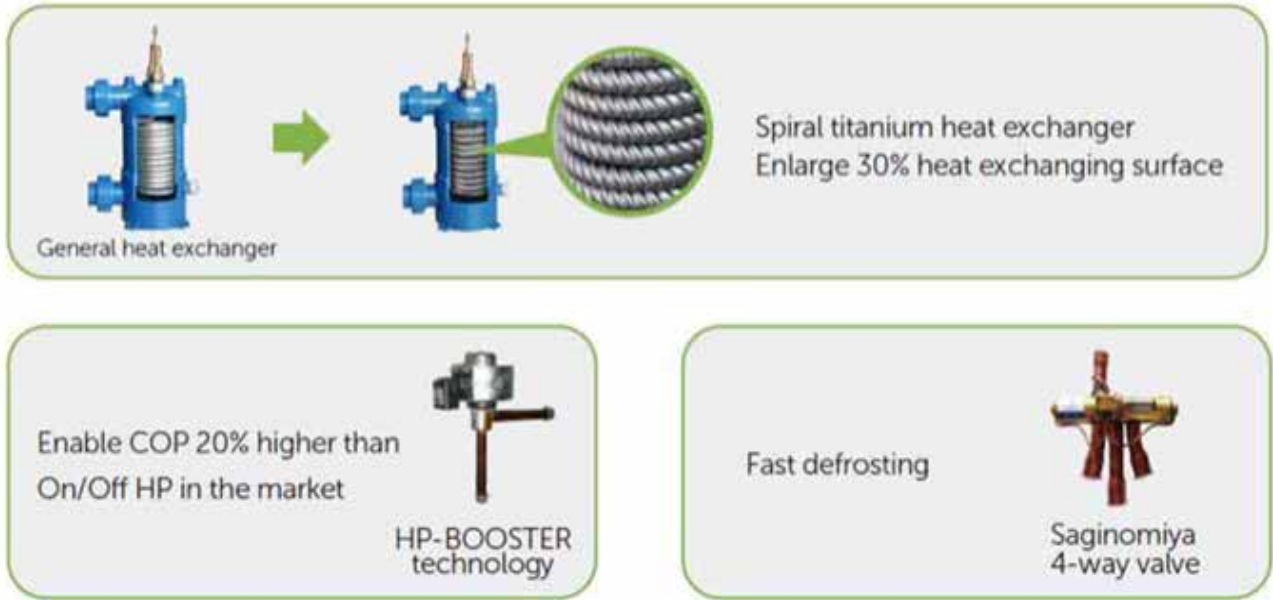 Spiral titanium heat exchanger
Enlarge 30% heat exchanging surface
General heat exchanger
Enable COP 20% higher than
On/Off HP in the market
HP-BOOSTER
technology
Fast defrosting
Saginomiya
4-way valve